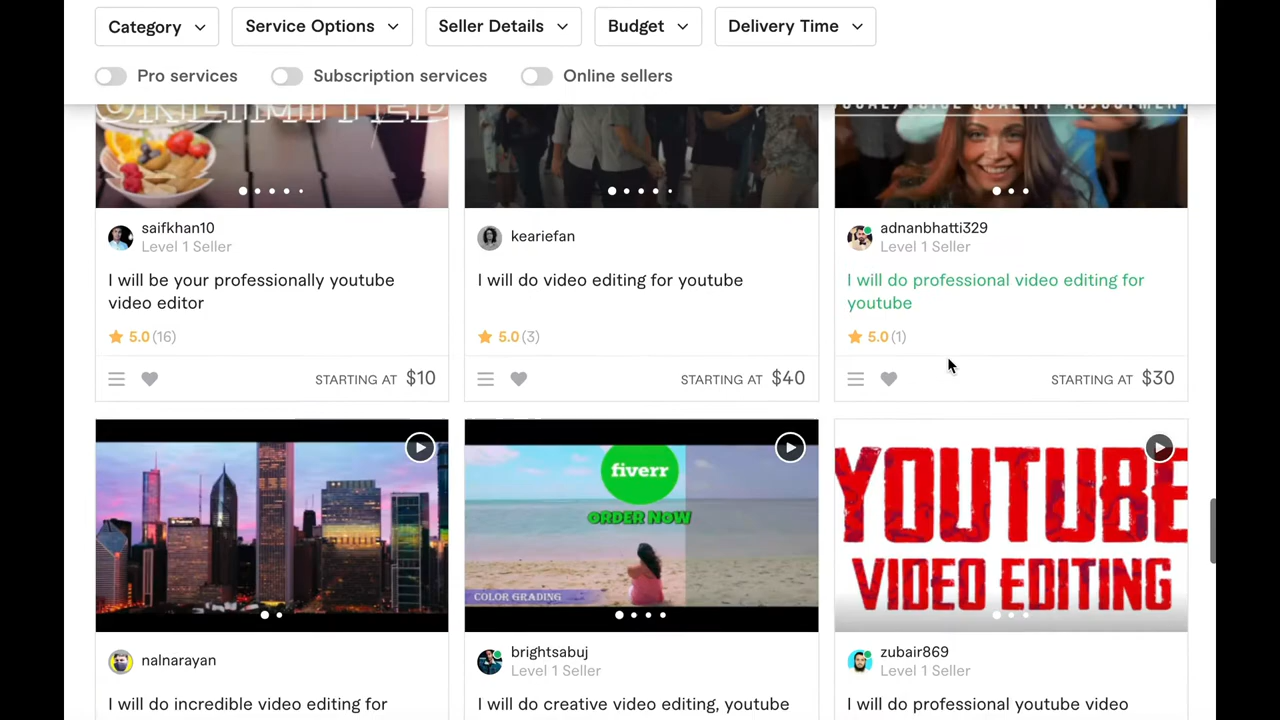 Category
Service Options
Seller Details
Budget
Delivery Time
Pro services
Subscription services
Online sellers
UNLIMITED
QUALITY ADJUSTMENT
saifkhan10
Level 1 Seller
I will be your professionally youtube
video editor
5.0 (16)
STARTING AT $10
keariefan
I will do video editing for youtube
5.0 (3)
STARTING AT $40
adnanbhatti329
Level 1 Seller
I will do professional video editing for
youtube
5.0 (1)
STARTING AT $30
nalnarayan
I will do incredible video editing for
fiverr
ORDER NOW
COLOR GRADING
brightsabuj
Level 1 Seller
I will do creative video editing, youtube
YOUTUBE
VIDEO EDITING
zubair869
Level 1 Seller
I will do professional youtube video